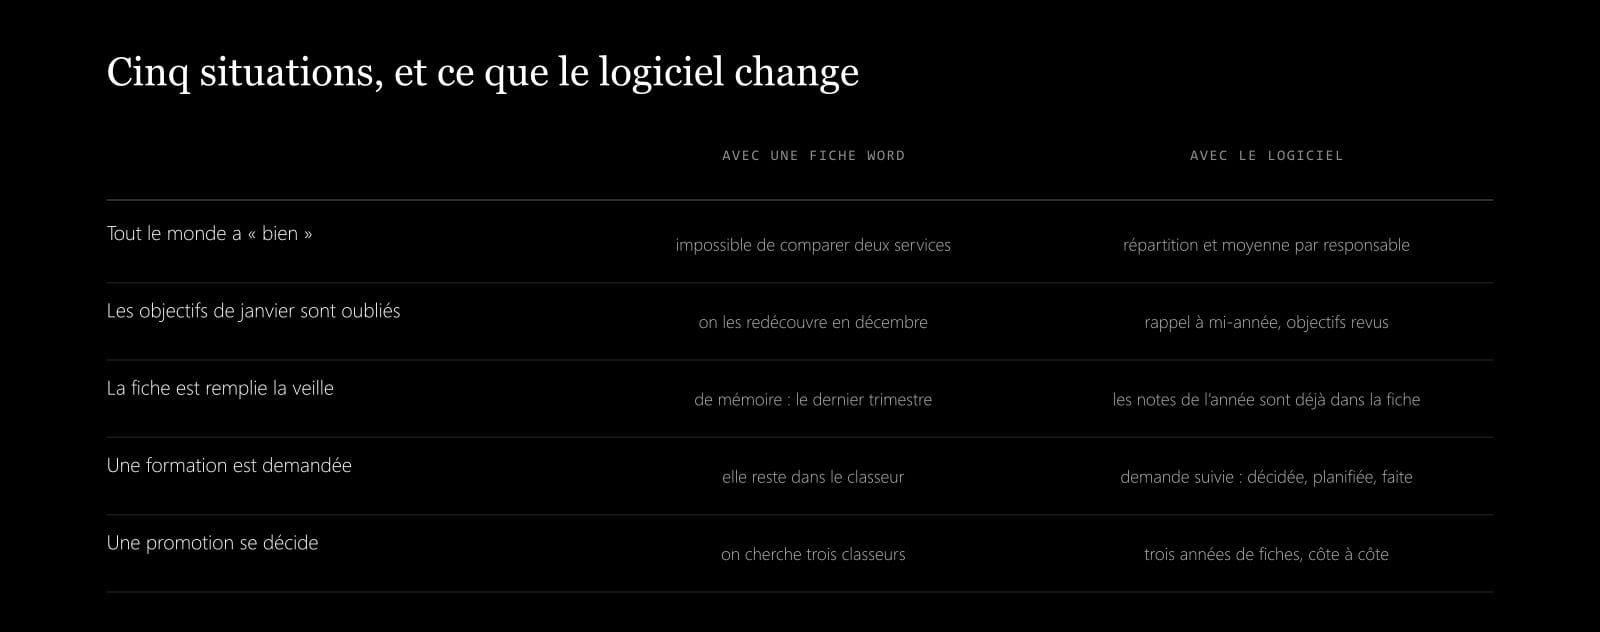 Cinq situations, et ce que le logiciel change
AVEC UNE FICHE WORD
AVEC LE LOGICIEL
Tout le monde a « bien »
impossible de comparer deux services
répartition et moyenne par responsable
Les objectifs de janvier sont oubliés
on les redécouvre en décembre
rappel à mi-année, objectifs revus
La fiche est remplie la veille
de mémoire : le dernier trimestre
les notes de l’année sont déjà dans la fiche
Une formation est demandée
elle reste dans le classeur
demande suivie : décidée, planifiée, faite
Une promotion se décide
on cherche trois classeurs
trois années de fiches, côte à côte